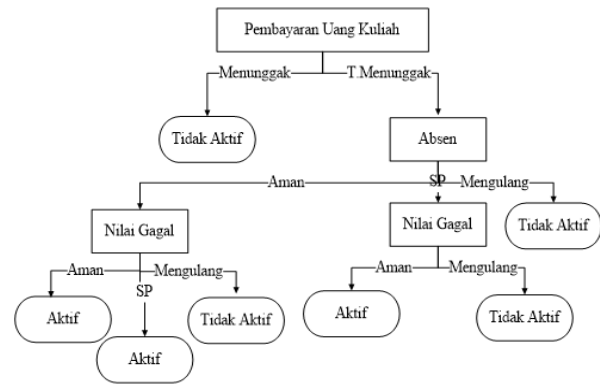 Pembayaran Uang Kuliah
Menunggak
T.Menunggak
Tidak Aktif
Absen
Aman
SP
Mengulang
Nilai Gagal
Nilai Gagal
Tidak Aktif
Aman
SP
Mengulang
Aman
Mengulang
Aktif
Aktif
Tidak Aktif
Aktif
Tidak Aktif